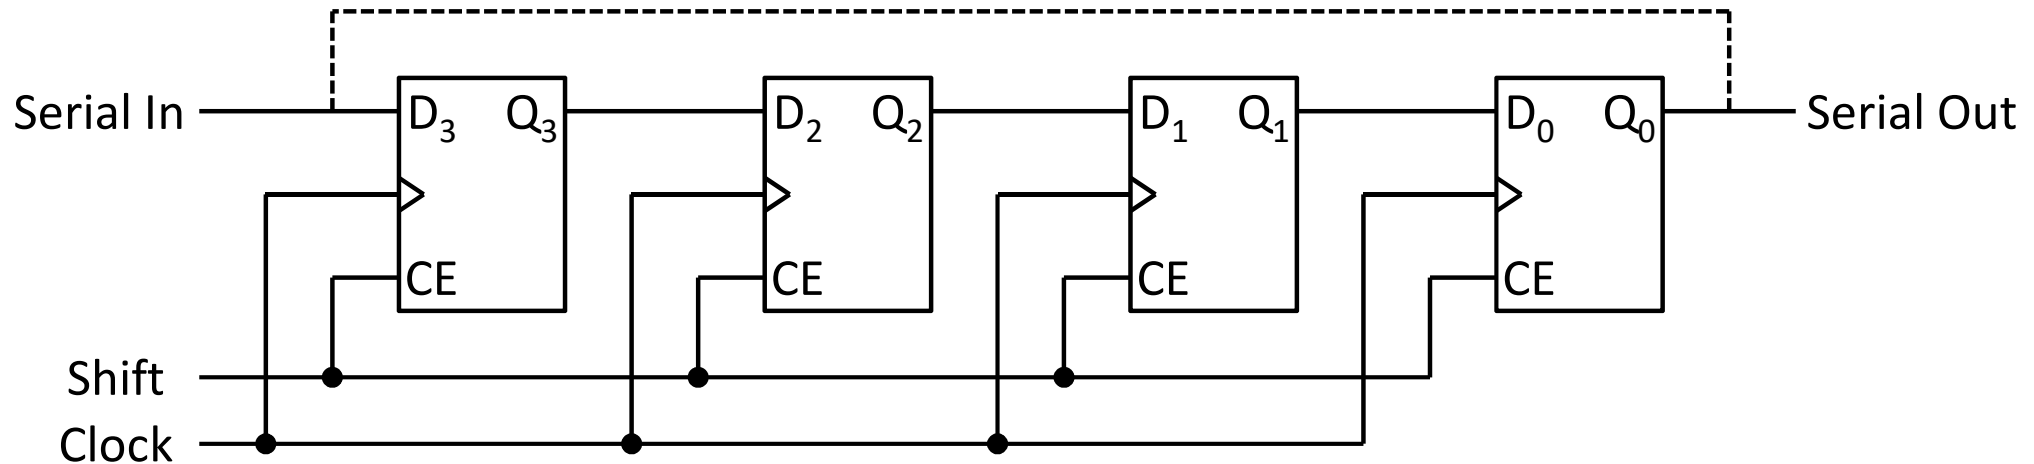 Serial In D₃ Q₃ D₂ Q₂ D₁ Q₁ D₀ Q₀ Serial Out
CE CE CE CE
Shift
Clock